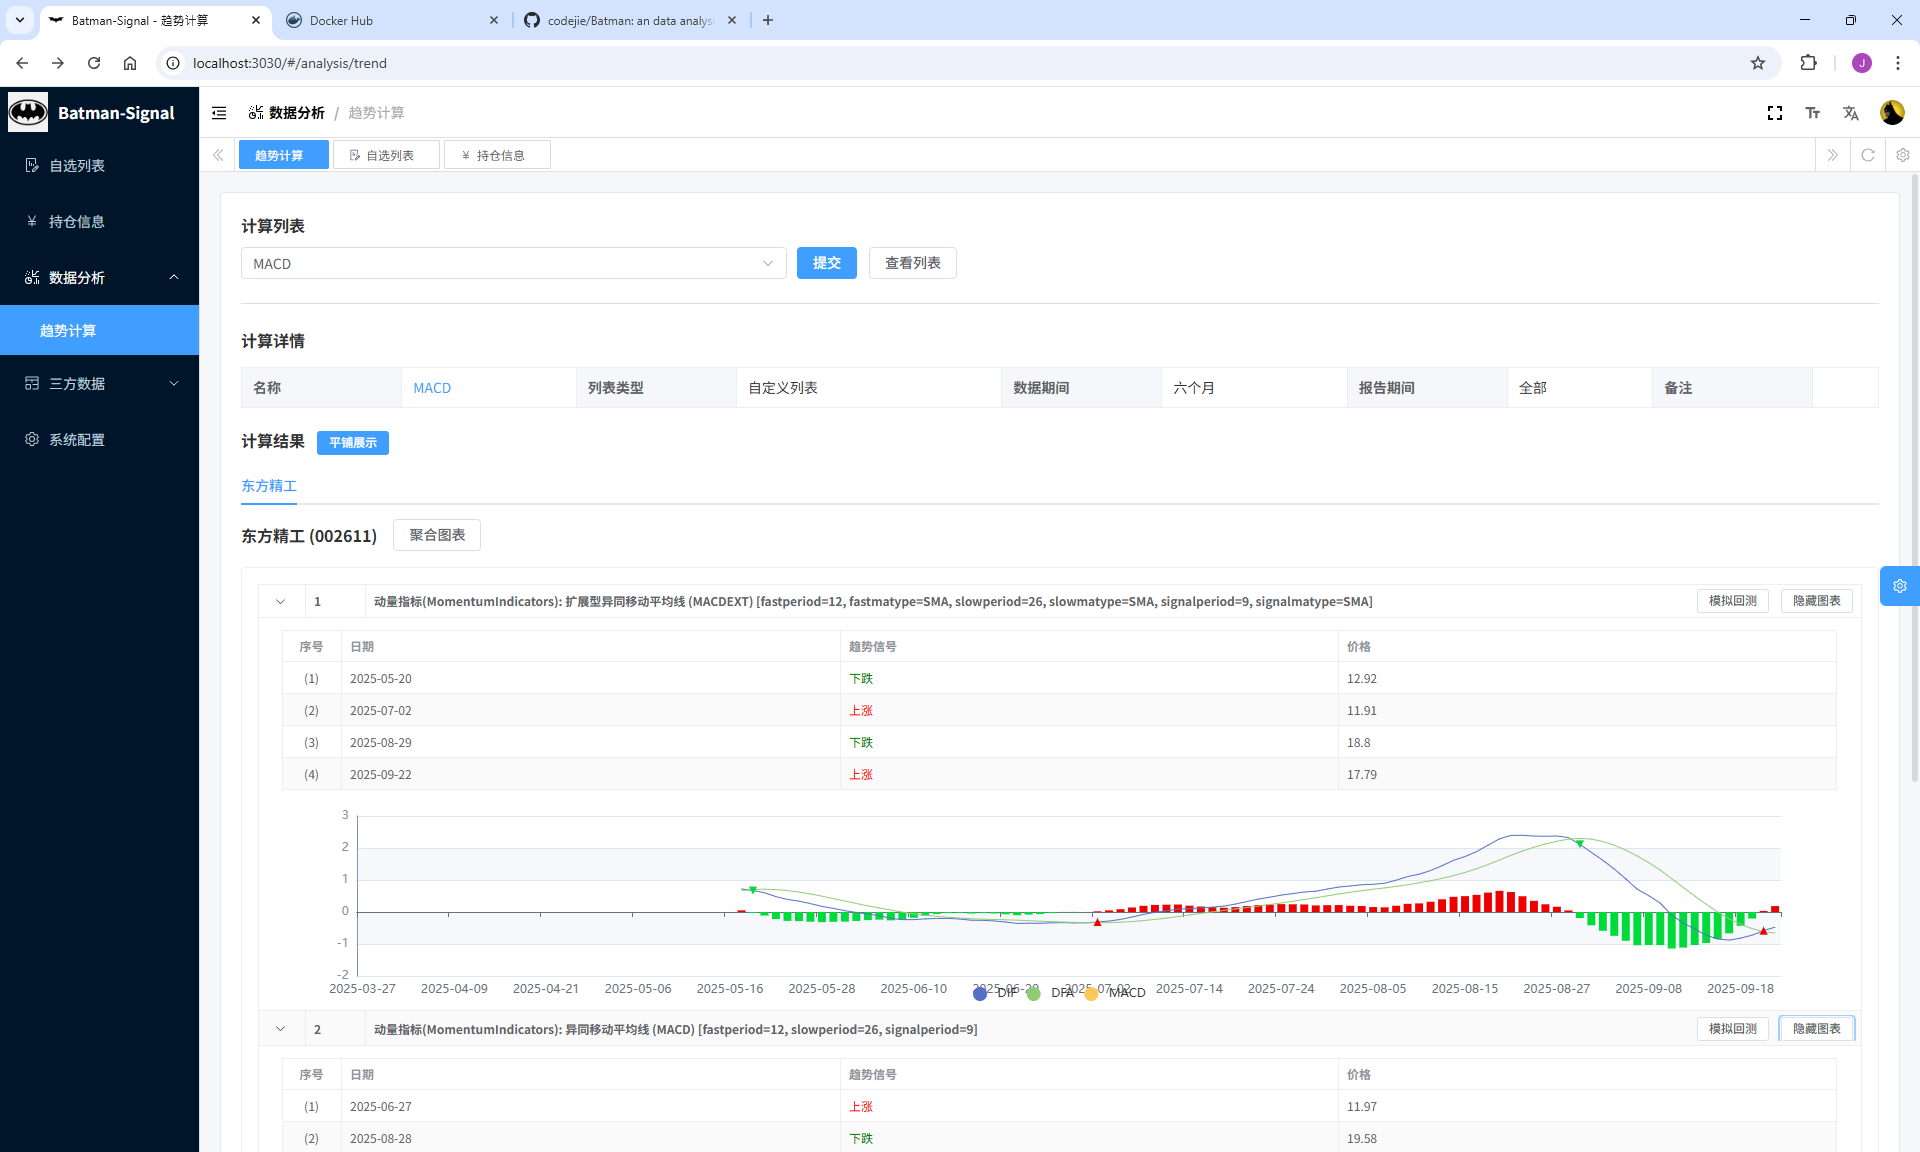 Batman-Signal - 趋势计算
Docker Hub
codejie/Batman: an data analys
localhost:3030/#/analysis/trend
J
Batman-Signal
数据分析 / 趋势计算
趋势计算
自选列表
¥ 持仓信息
自选列表
¥ 持仓信息
数据分析
趋势计算
三方数据
系统配置
计算列表
MACD
提交
查看列表
计算详情
名称 MACD 列表类型 自定义列表 数据期间 六个月 报告期间 全部 备注
计算结果 平铺展示
东方精工
东方精工 (002611) 聚合图表
1 动量指标(MomentumIndicators): 扩展型异同移动平均线 (MACDEXT) [fastperiod=12, fastmatype=SMA, slowperiod=26, slowmatype=SMA, signalperiod=9, signalmatype=SMA] 模拟回测 隐藏图表
序号 日期 趋势信号 价格
(1) 2025-05-20 下跌 12.92
(2) 2025-07-02 上涨 11.91
(3) 2025-08-29 下跌 18.8
(4) 2025-09-22 上涨 17.79
3
2
1
0
-1
-2
2025-03-27 2025-04-09 2025-04-21 2025-05-06 2025-05-16 2025-05-28 2025-06-10 2025-06-20 2025-07-02 2025-07-14 2025-07-24 2025-08-05 2025-08-15 2025-08-27 2025-09-08 2025-09-18
DIF DFA MACD
2 动量指标(MomentumIndicators): 异同移动平均线 (MACD) [fastperiod=12, slowperiod=26, signalperiod=9] 模拟回测 隐藏图表
序号 日期 趋势信号 价格
(1) 2025-06-27 上涨 11.97
(2) 2025-08-28 下跌 19.58